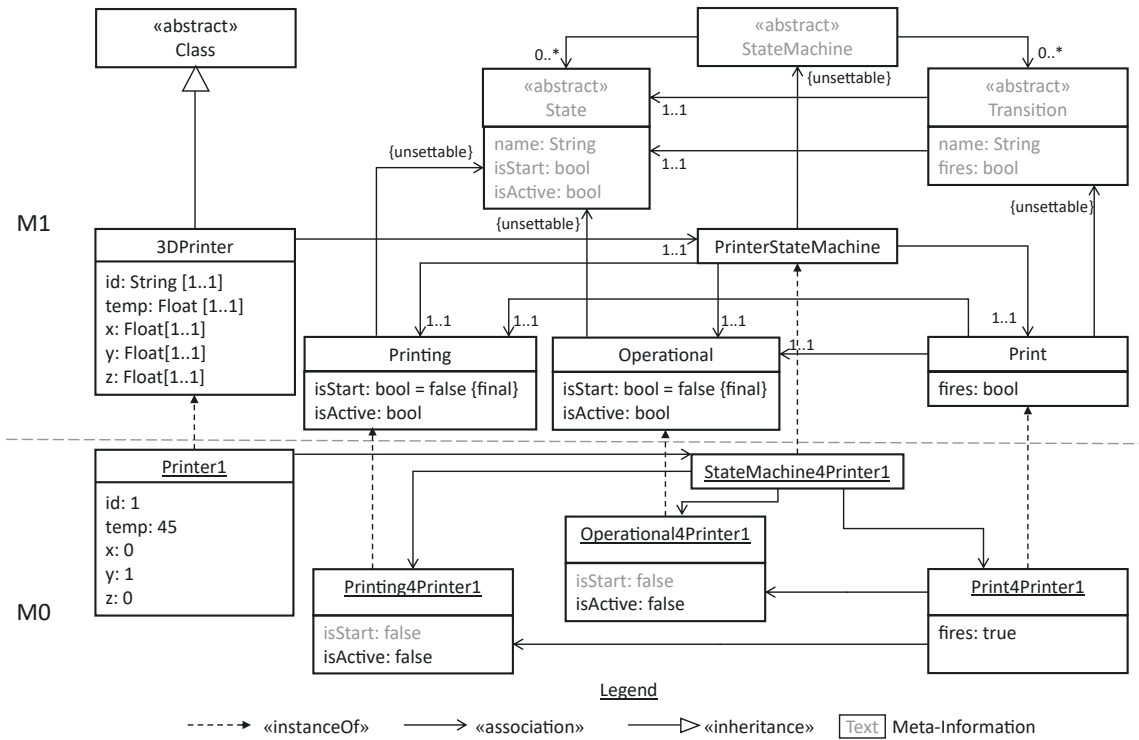 «abstract»
Class
«abstract»
StateMachine
0..*
0..*
{unsettable}
«abstract»
State
name: String
isStart: bool
isActive: bool
«abstract»
Transition
name: String
fires: bool
1..1
1..1
{unsettable}
{unsettable}
{unsettable}
M1
3DPrinter
id: String [1..1]
temp: Float [1..1]
x: Float[1..1]
y: Float[1..1]
z: Float[1..1]
1..1
PrinterStateMachine
1..1
1..1
1..1
1..1
1..1
Printing
isStart: bool = false {final}
isActive: bool
Operational
isStart: bool = false {final}
isActive: bool
Print
fires: bool
M0
Printer1
id: 1
temp: 45
x: 0
y: 1
z: 0
StateMachine4Printer1
Operational4Printer1
isStart: false
isActive: false
Printing4Printer1
isStart: false
isActive: false
Print4Printer1
fires: true
Legend
«instanceOf»
«association»
«inheritance»
Text
Meta-Information